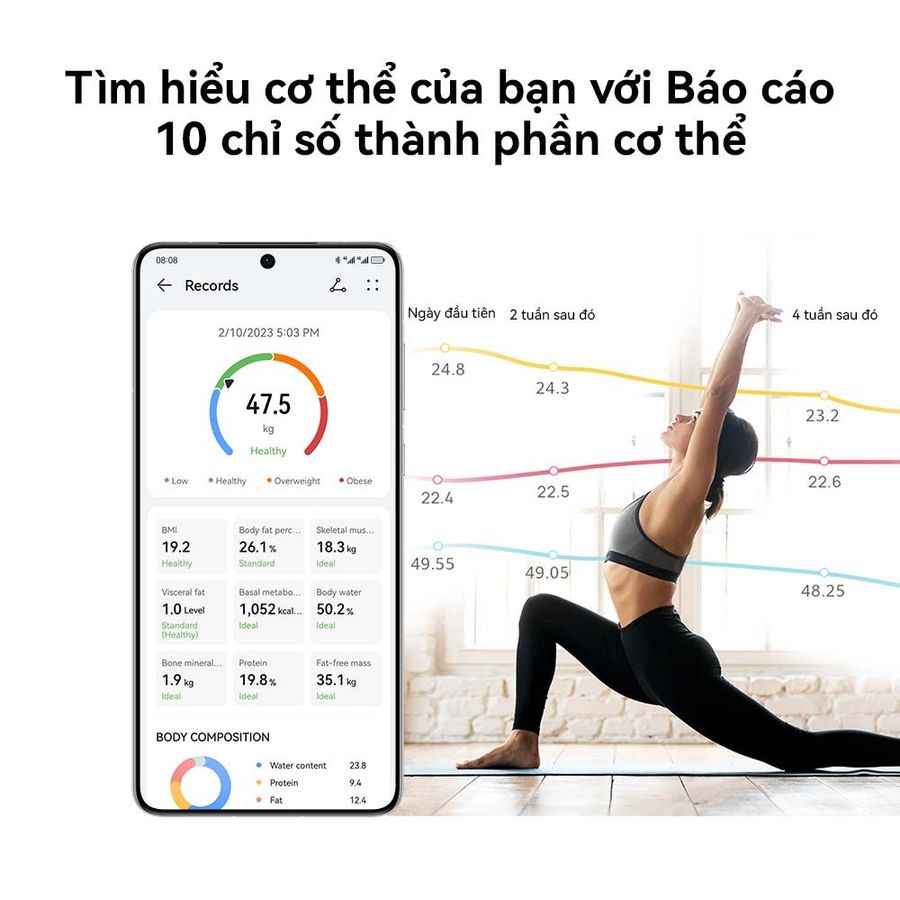 Tìm hiểu cơ thể của bạn với Báo cáo
10 chỉ số thành phần cơ thể
08:08
Records
2/10/2023 5:03 PM
47.5
kg
Healthy
Low Healthy Overweight Obese
BMI
19.2
Healthy
Body fat perc...
26.1 %
Standard
Skeletal mus...
18.3 kg
Ideal
Visceral fat
1.0 Level
Standard
(Healthy)
Basal metabo...
1,052 kcal...
Ideal
Body water
50.2 %
Ideal
Bone mineral...
1.9 kg
Ideal
Protein
19.8 %
Ideal
Fat-free mass
35.1 kg
Ideal
BODY COMPOSITION
Water content 23.8
Protein 9.4
Fat 12.4
Ngày đầu tiên 2 tuần sau đó 4 tuần sau đó
24.8 24.3 23.2
22.4 22.5 22.6
49.55 49.05 48.25